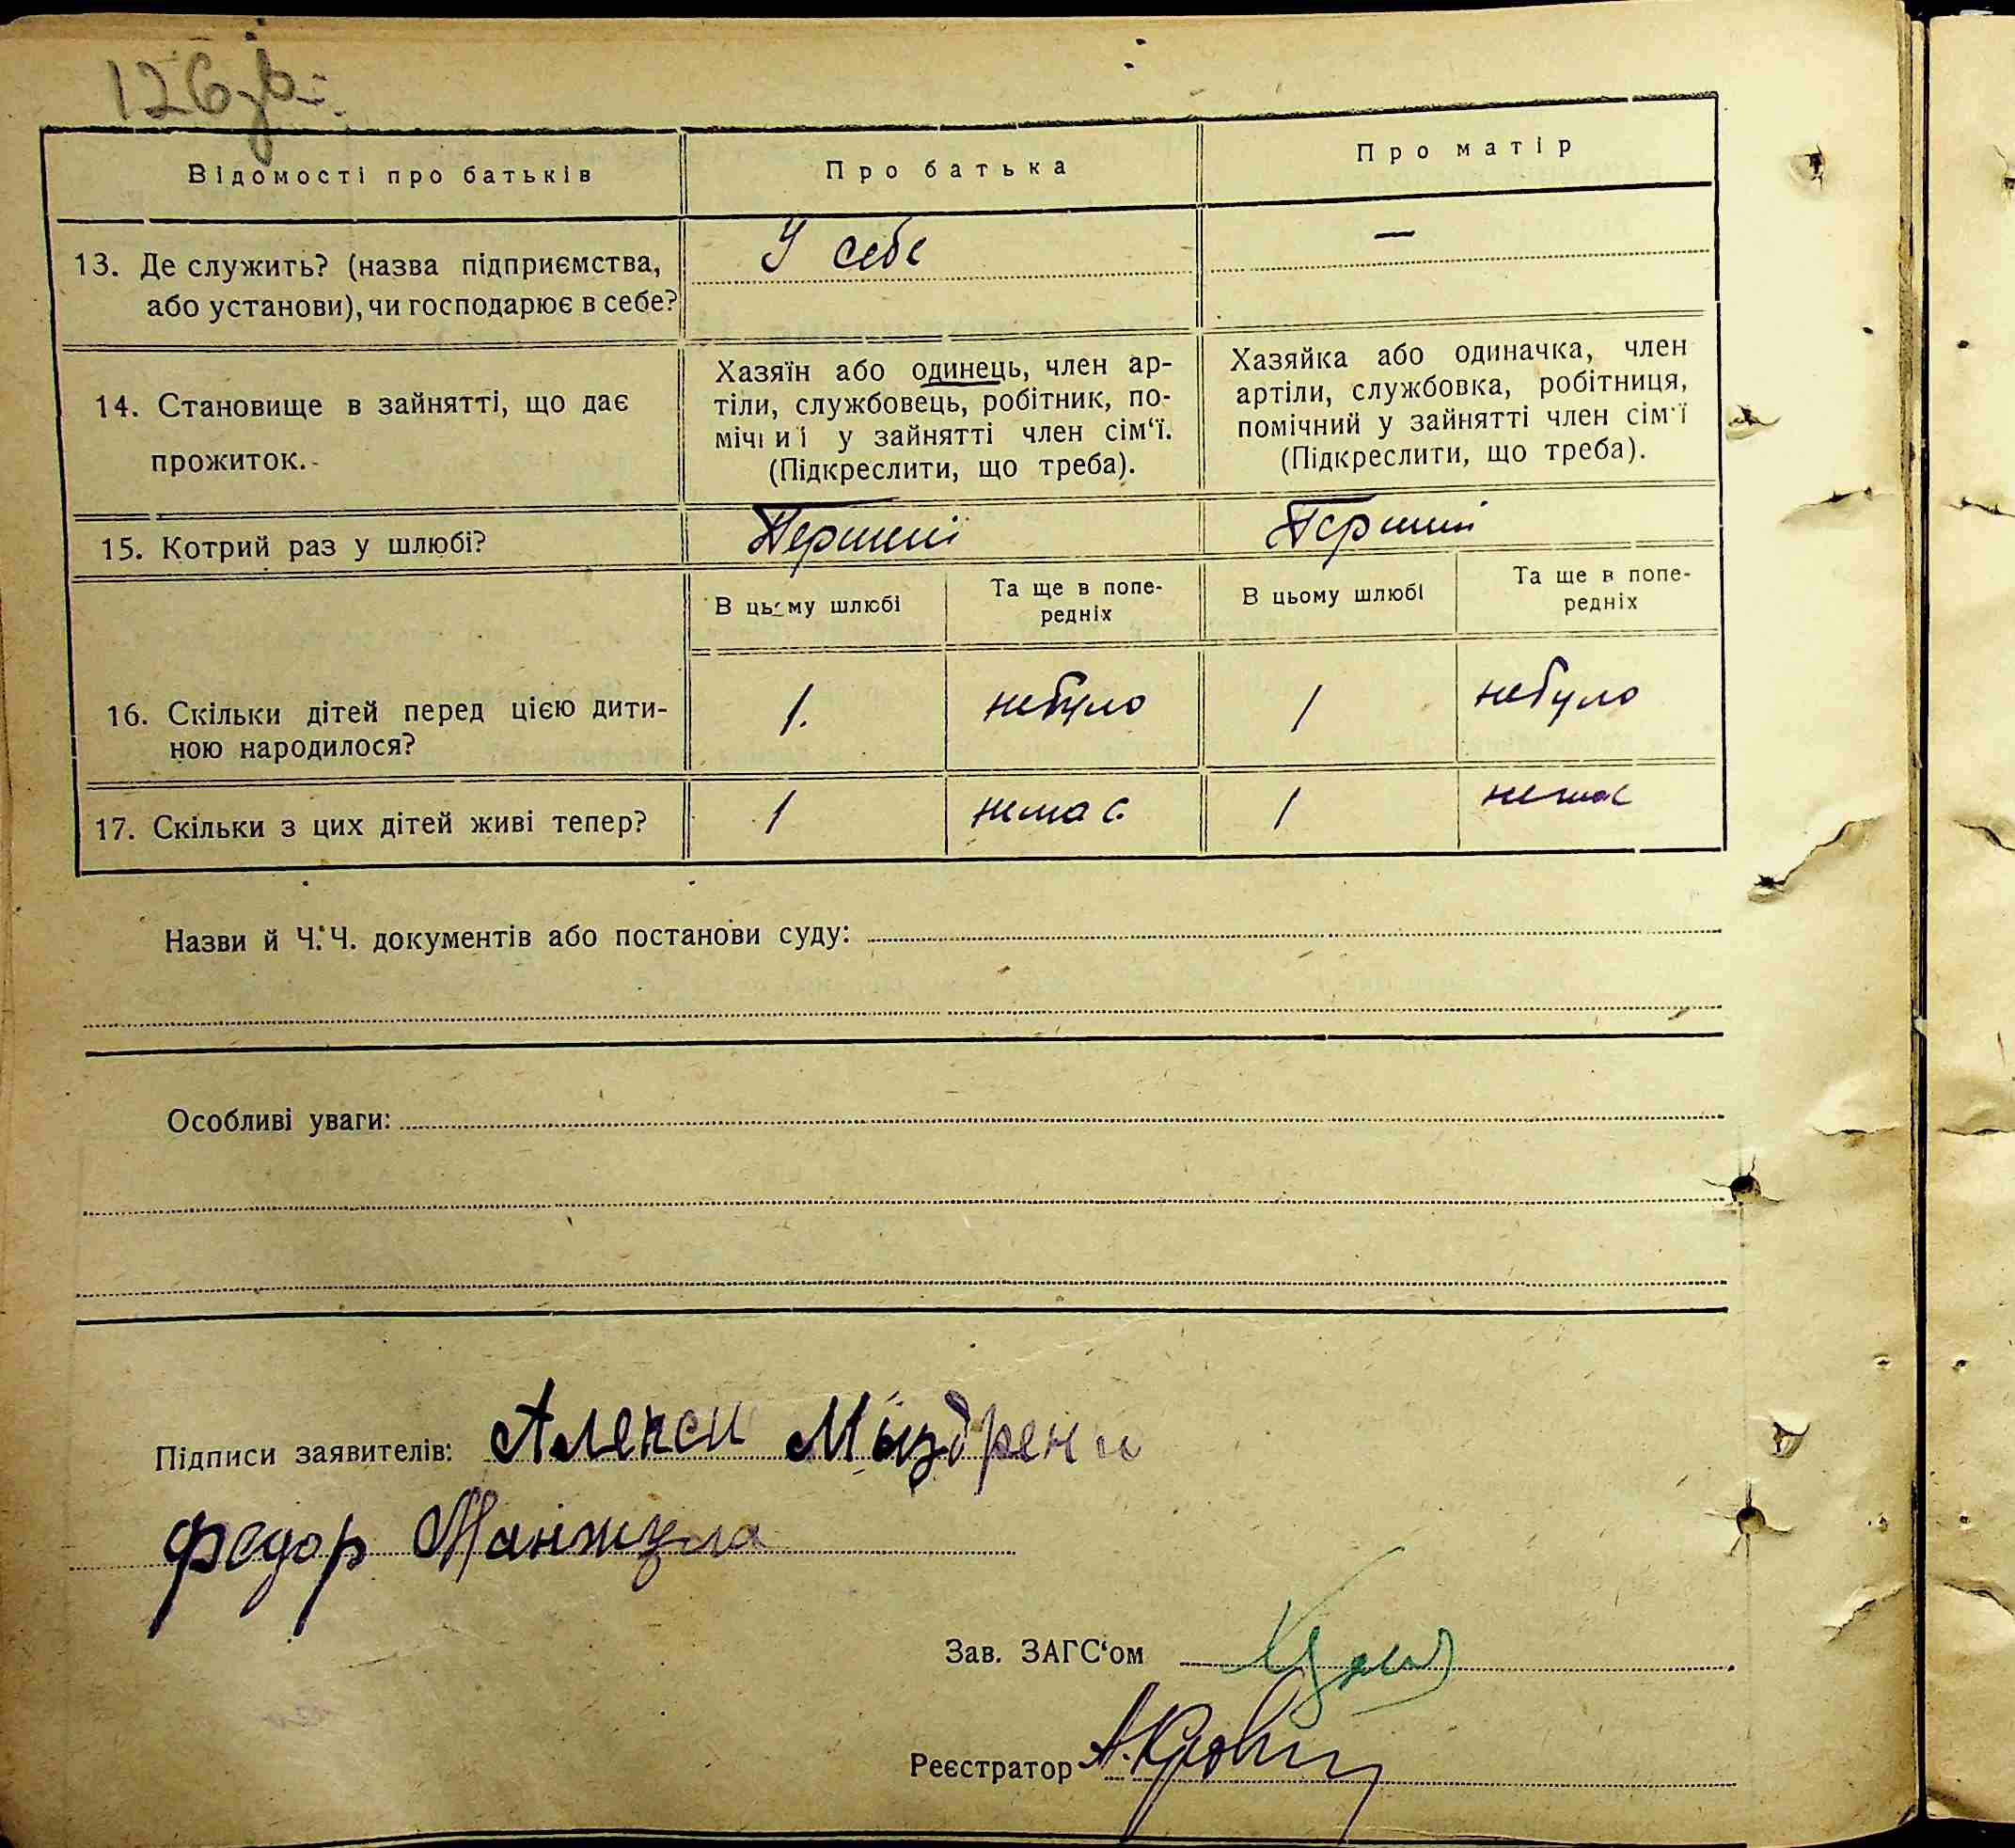 126
Відомості про батьків
Про батька
Про матір
13. Де служить? (назва підприємства,
або установи), чи господарює в себе?
У себе
—
14. Становище в зайнятті, що дає
прожиток.
Хазяїн або одинець, член ар-
тіли, службовець, робітник, по-
мічний у зайнятті член сім'ї.
(Підкреслити, що треба).
Хазяйка або одиначка, член
артіли, службовка, робітниця,
помічний у зайнятті член сім'ї
(Підкреслити, що треба).
15. Котрий раз у шлюбі?
Перший
Перший
В цьому шлюбі
Та ще в попе-
редніх
В цьому шлюбі
Та ще в попе-
редніх
16. Скільки дітей перед цією дити-
ною народилося?
1.
небуло
1
небуло
17. Скільки з цих дітей живі тепер?
1
немає
1
немає
Назви й Ч.Ч. документів або постанови суду:
Особливі уваги:
Підписи заявителів: Алекси
Федор Манжула
Зав. ЗАГС'ом
Реєстратор